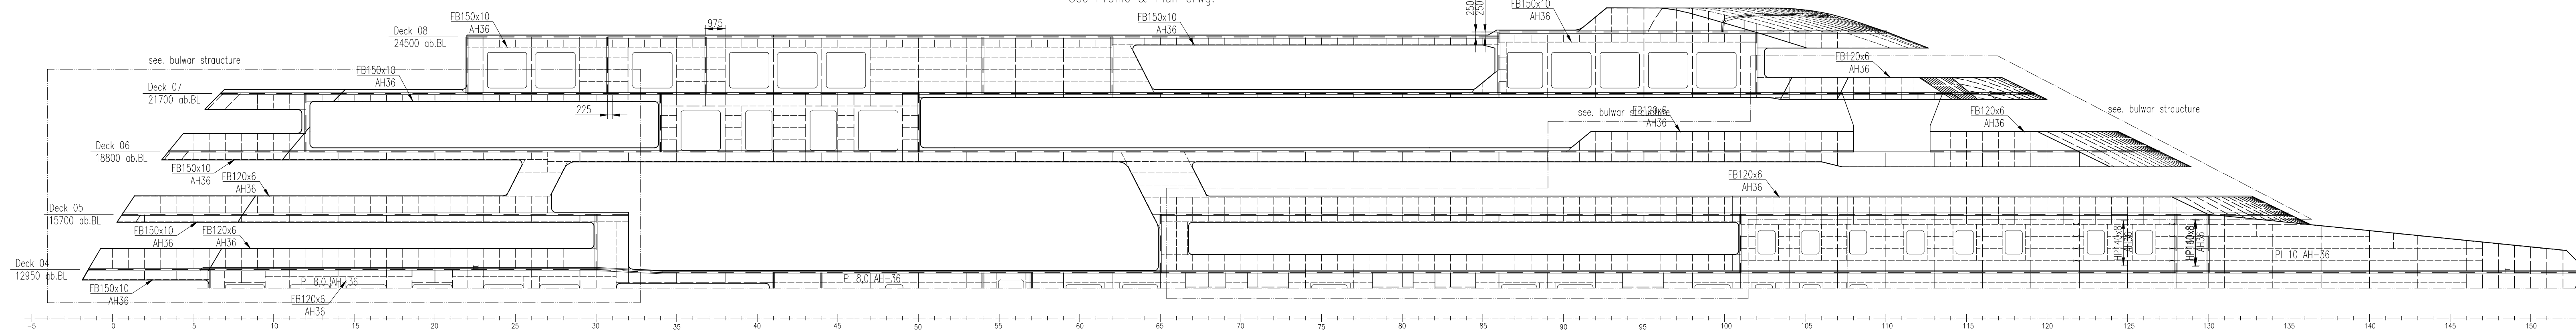 See Profile & Plan drwg.
FB150x10
AH36
975
FB150x10
AH36
250
250
FB150x10
AH36
Deck 08
24500 ab.BL
see. bulwar straucture
FB150x10
AH36
FB120x6
AH36
Deck 07
21700 ab.BL
225
see. bulwar straucture
FB120x6
AH36
FB120x6
AH36
see. bulwar straucture
Deck 06
18800 ab.BL
FB150x10
AH36
FB120x6
AH36
FB120x6
AH36
Deck 05
15700 ab.BL
FB150x10
AH36
FB120x6
AH36
HP140x8
AH36
HP160x8
AH36
Deck 04
12950 ab.BL
FB150x10
AH36
Pl 8,0 AH-36
FB120x6
AH36
Pl 8,0 AH-36
Pl 10 AH-36
-5 0 5 10 15 20 25 30 35 40 45 50 55 60 65 70 75 80 85 90 95 100 105 110 115 120 125 130 135 140 145 150